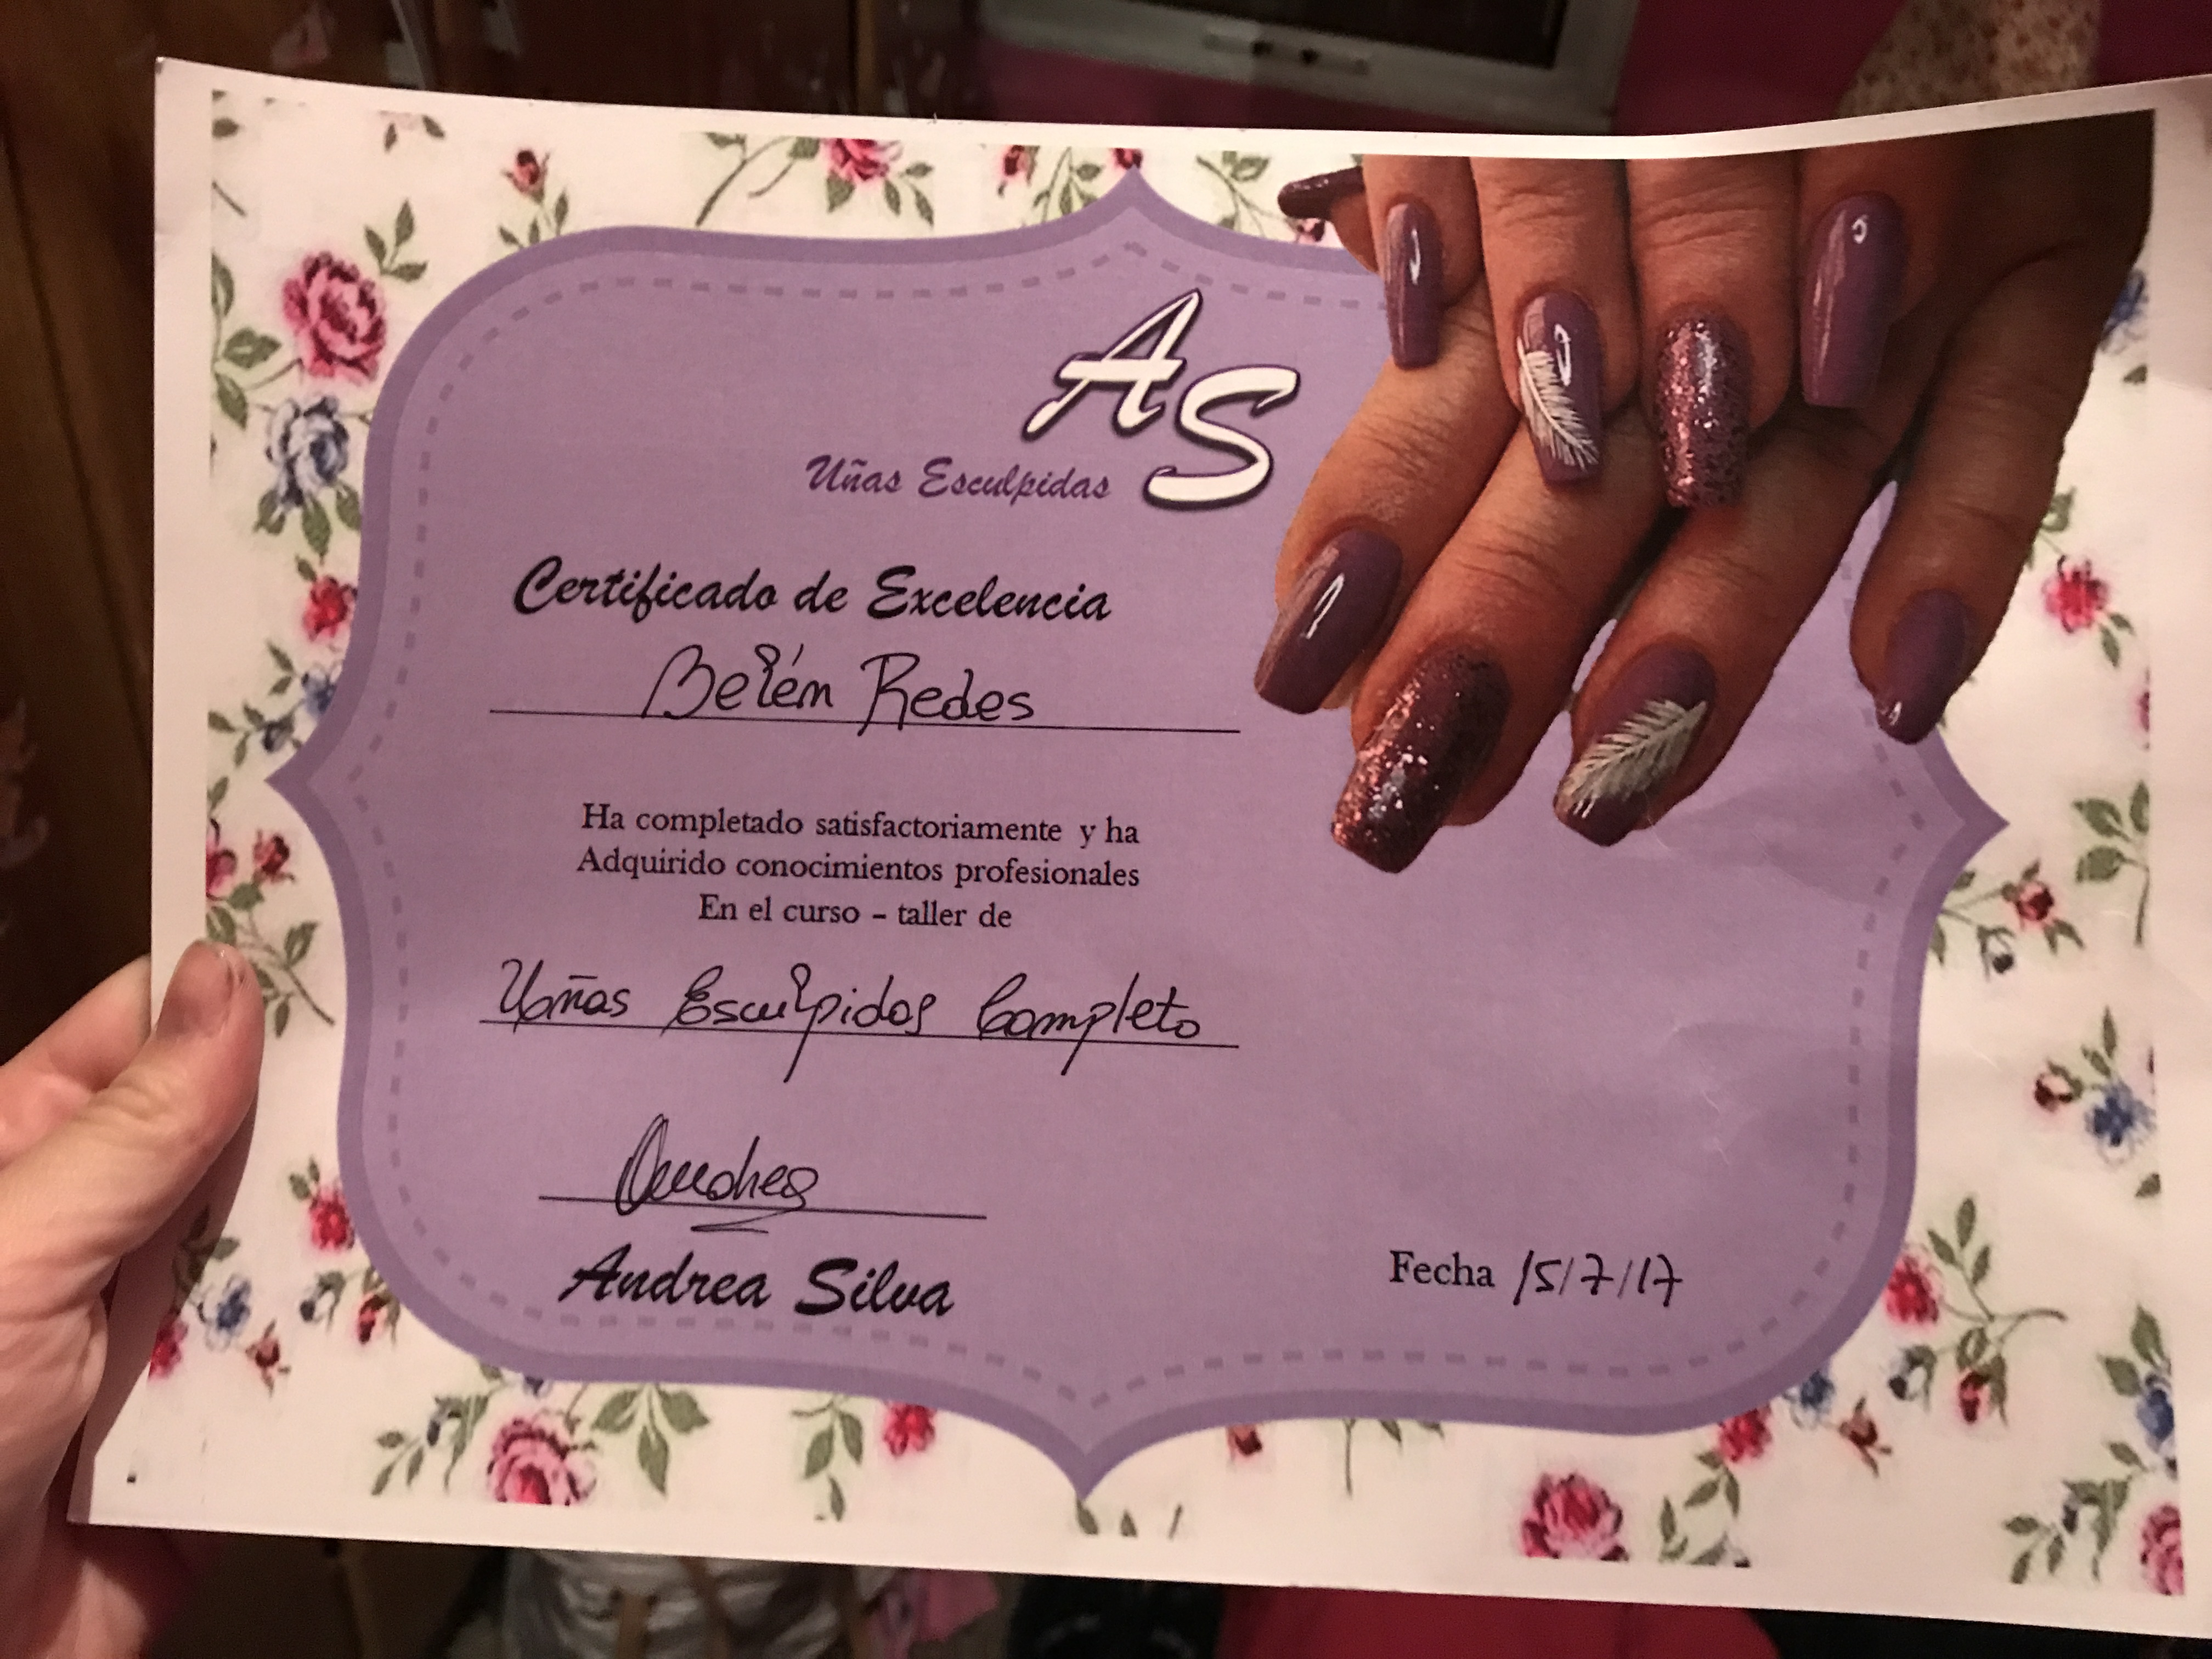 AS
Uñas Esculpidas
Certificado de Excelencia
Belén Redes
Ha completado satisfactoriamente y ha
Adquirido conocimientos profesionales
En el curso – taller de
Uñas Esculpidas Completo
Andrea
Andrea Silva
Fecha 15/7/17